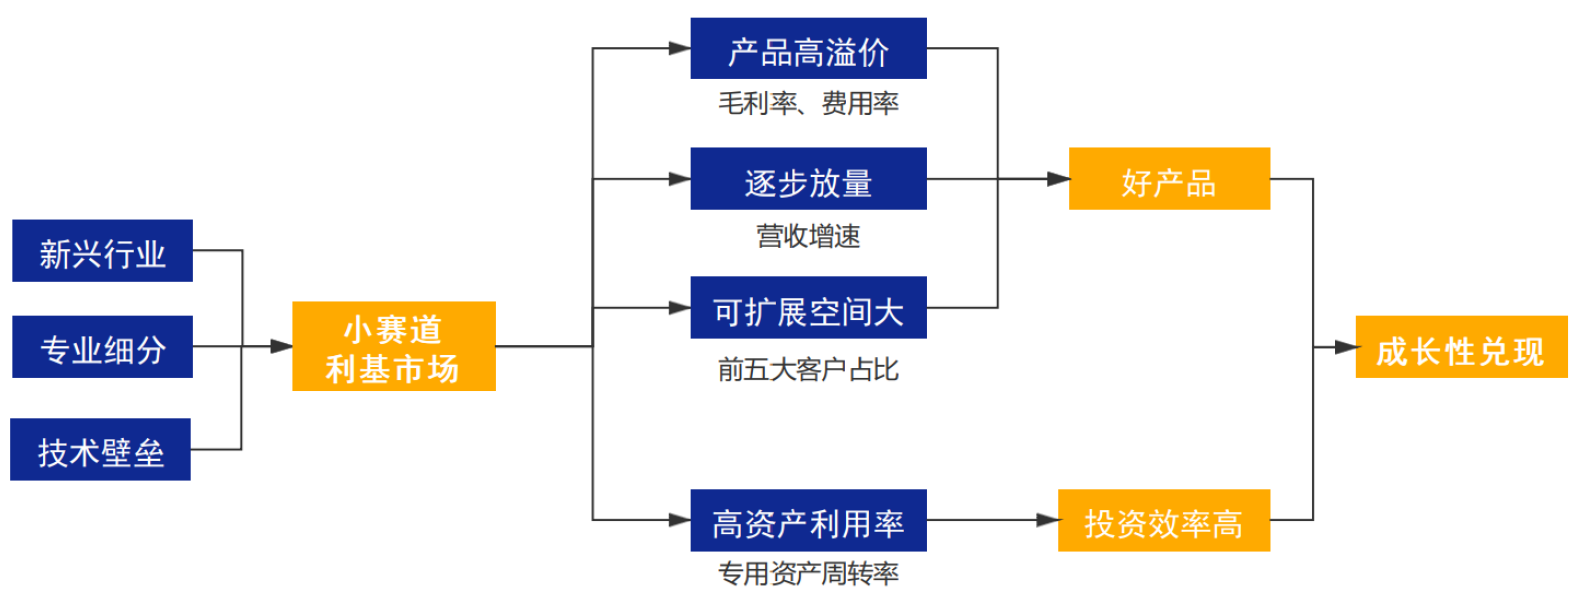 新兴行业
专业细分
技术壁垒
小赛道
利基市场
产品高溢价
毛利率、费用率
逐步放量
营收增速
可扩展空间大
前五大客户占比
高资产利用率
专用资产周转率
好产品
投资效率高
成长性兑现